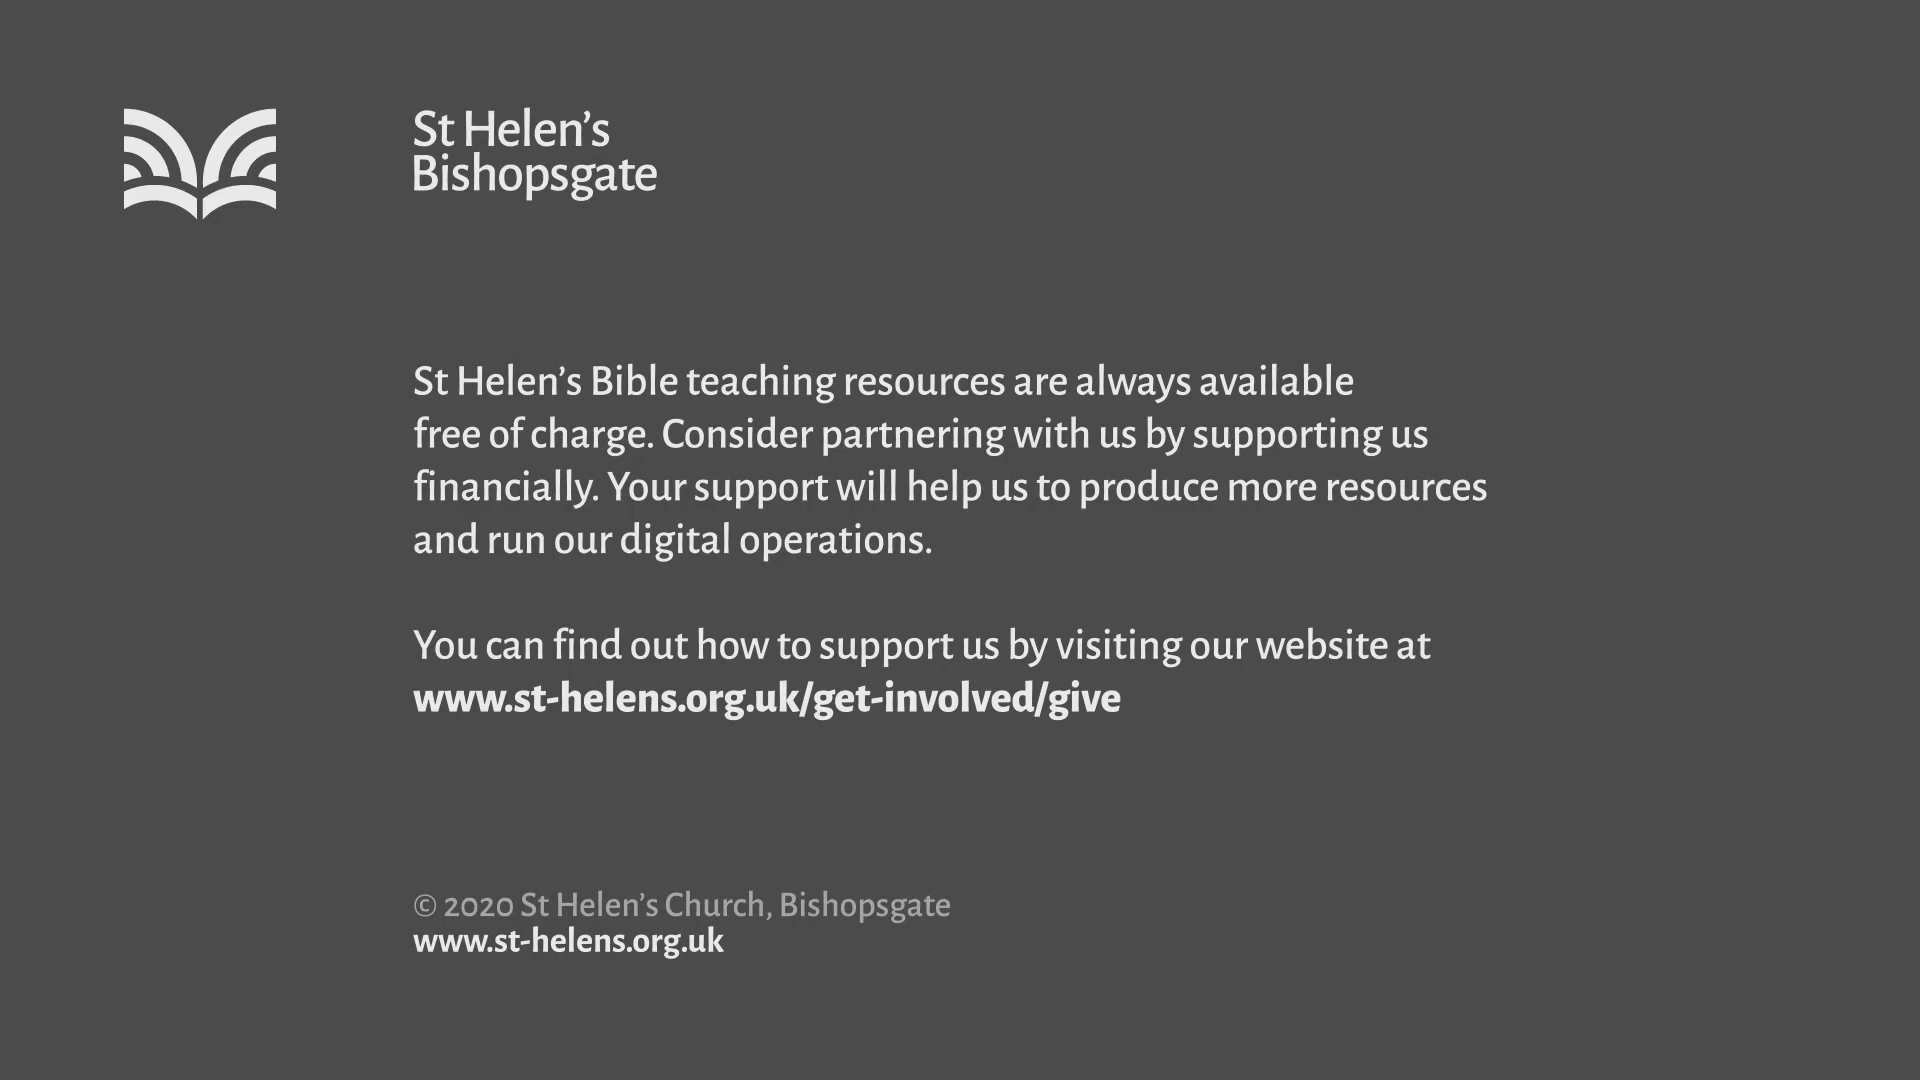 St Helen’s
Bishopsgate
St Helen’s Bible teaching resources are always available
free of charge. Consider partnering with us by supporting us
financially. Your support will help us to produce more resources
and run our digital operations.
You can find out how to support us by visiting our website at
www.st-helens.org.uk/get-involved/give
© 2020 St Helen’s Church, Bishopsgate
www.st-helens.org.uk